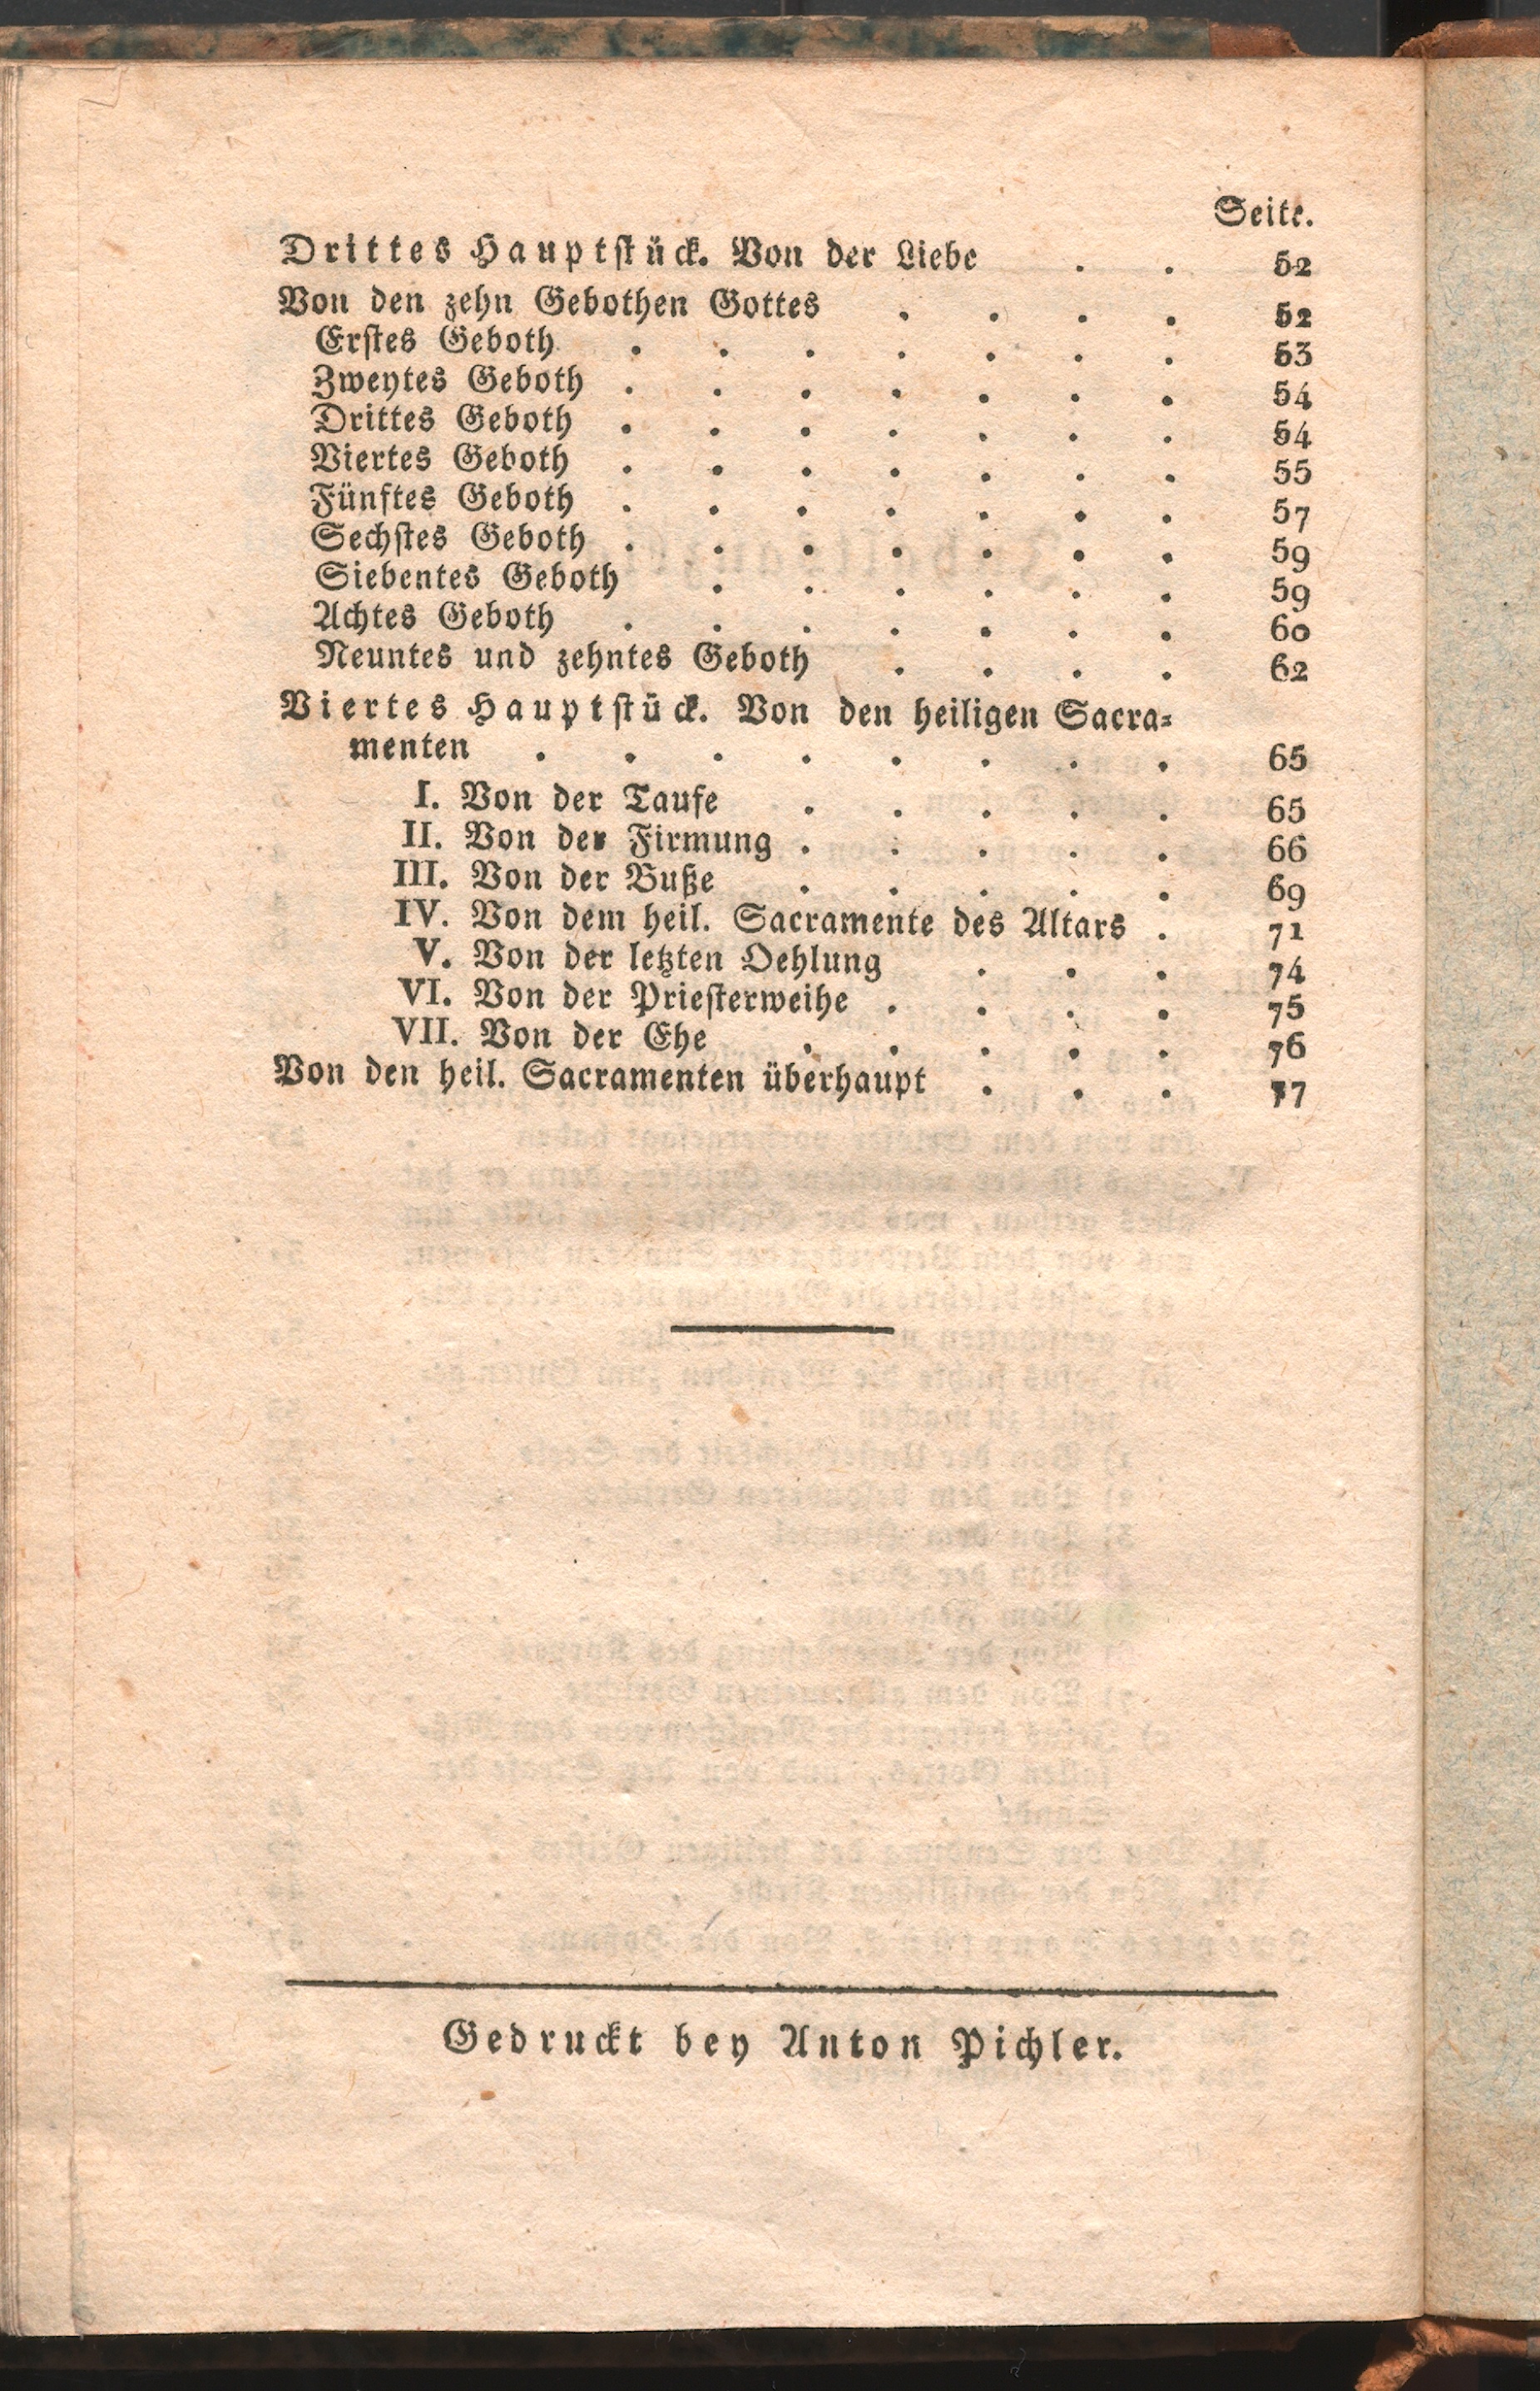 Seite.
Drittes Hauptstück. Von der Liebe . . 52
Von den zehn Gebothen Gottes . . . . 52
Erstes Geboth . . . . . . . 53
Zweytes Geboth . . . . . . . 54
Drittes Geboth . . . . . . . 54
Viertes Geboth . . . . . . . 55
Fünftes Geboth . . . . . . . 57
Sechstes Geboth . . . . . . . 59
Siebentes Geboth . . . . . . 59
Achtes Geboth . . . . . . . 60
Neuntes und zehntes Geboth . . . . 62
Viertes Hauptstück. Von den heiligen Sacra-
menten . . . . . . . . 65
I. Von der Taufe . . . . . 65
II. Von der Firmung . . . . . 66
III. Von der Buße . . . . . 69
IV. Von dem heil. Sacramente des Altars . 71
V. Von der letzten Oehlung . . . 74
VI. Von der Priesterweihe . . . . 75
VII. Von der Ehe . . . . . 76
Von den heil. Sacramenten überhaupt . . . 77
Gedruckt bey Anton Pichler.